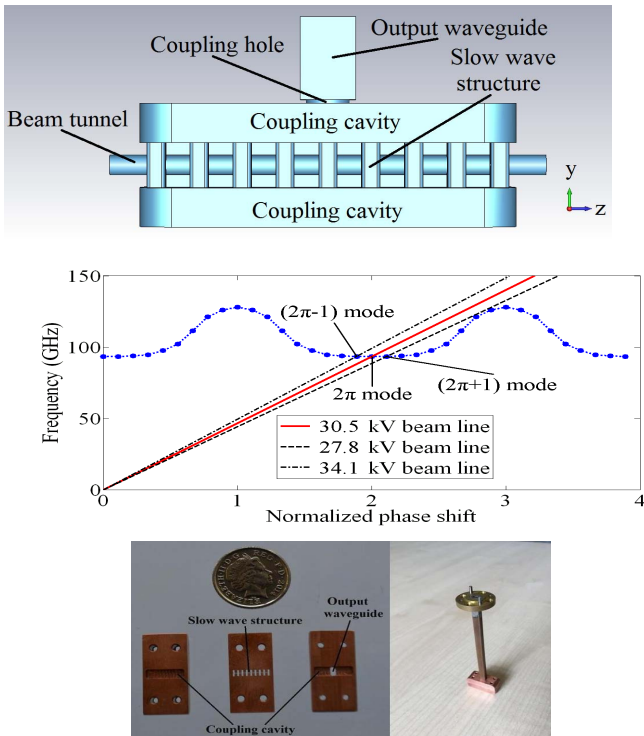 Output waveguide
Coupling hole
Slow wave
structure
Beam tunnel
Coupling cavity
Coupling cavity
y
z
150
100
50
0
Frequency (GHz)
(2π-1) mode
2π mode
(2π+1) mode
30.5 kV beam line
27.8 kV beam line
34.1 kV beam line
0 1 2 3 4
Normalized phase shift
Output
waveguide
Slow wave structure
Coupling cavity